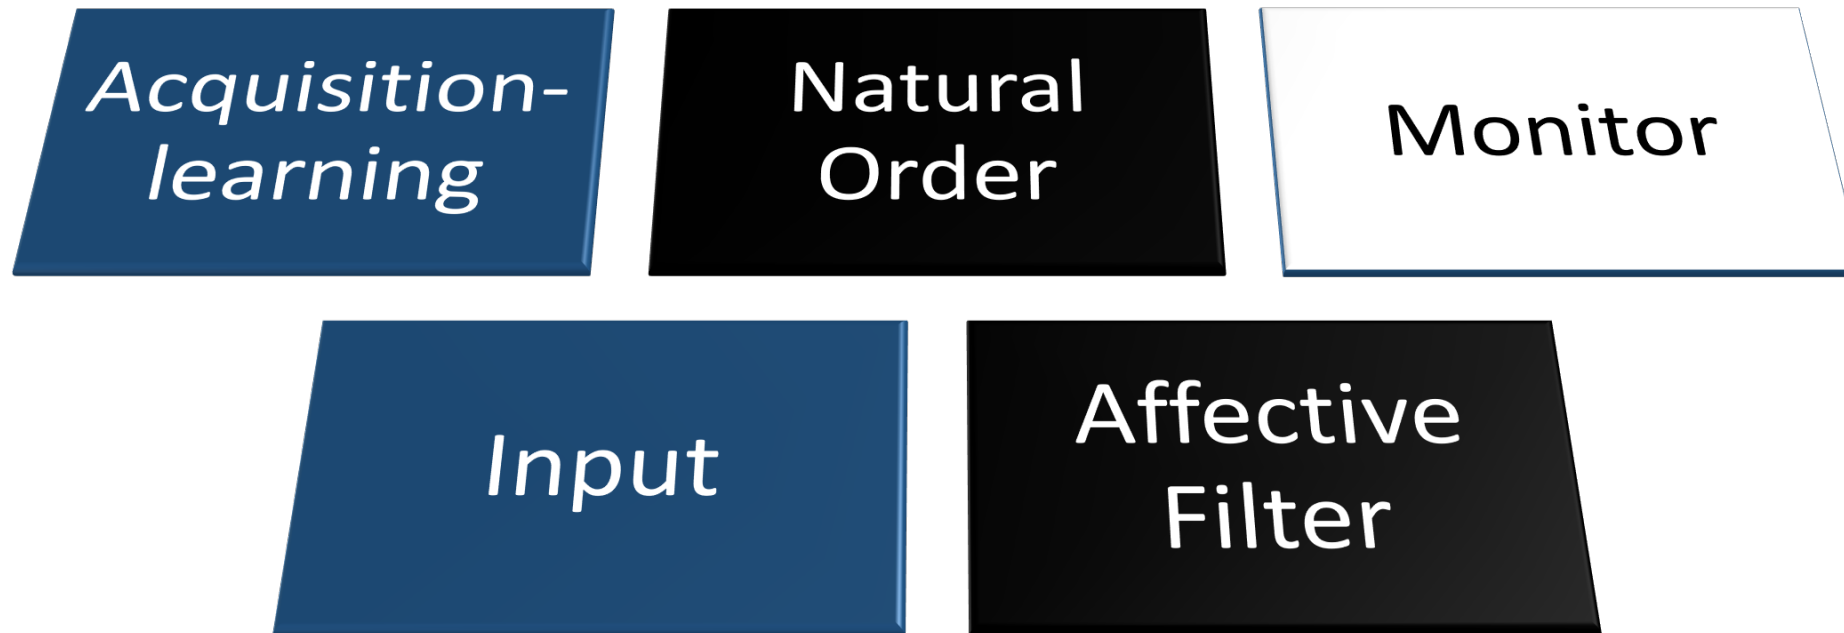 Acquisition-
learning
Natural
Order
Monitor
Input
Affective
Filter